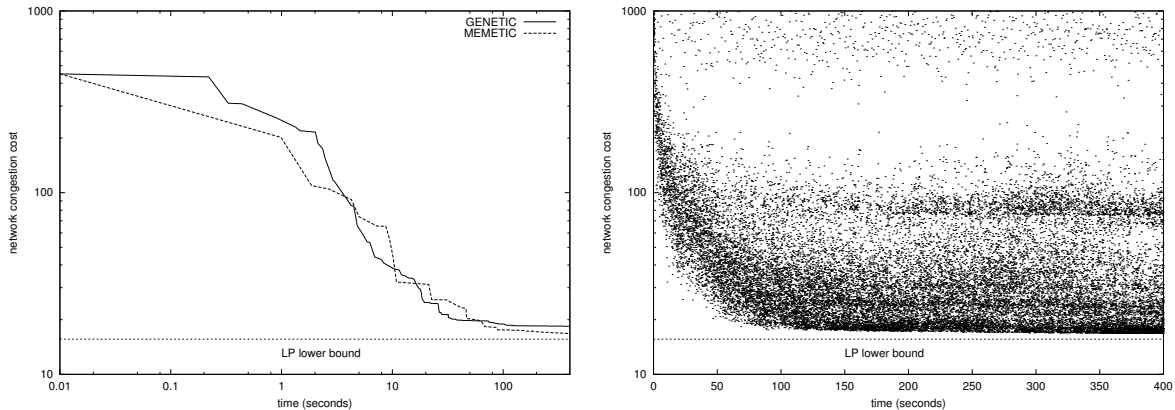 1000
100
10
network congestion cost
GENETIC
MEMETIC
LP lower bound
0.01 0.1 1 10 100
time (seconds)
1000
100
10
network congestion cost
LP lower bound
0 50 100 150 200 250 300 350 400
time (seconds)